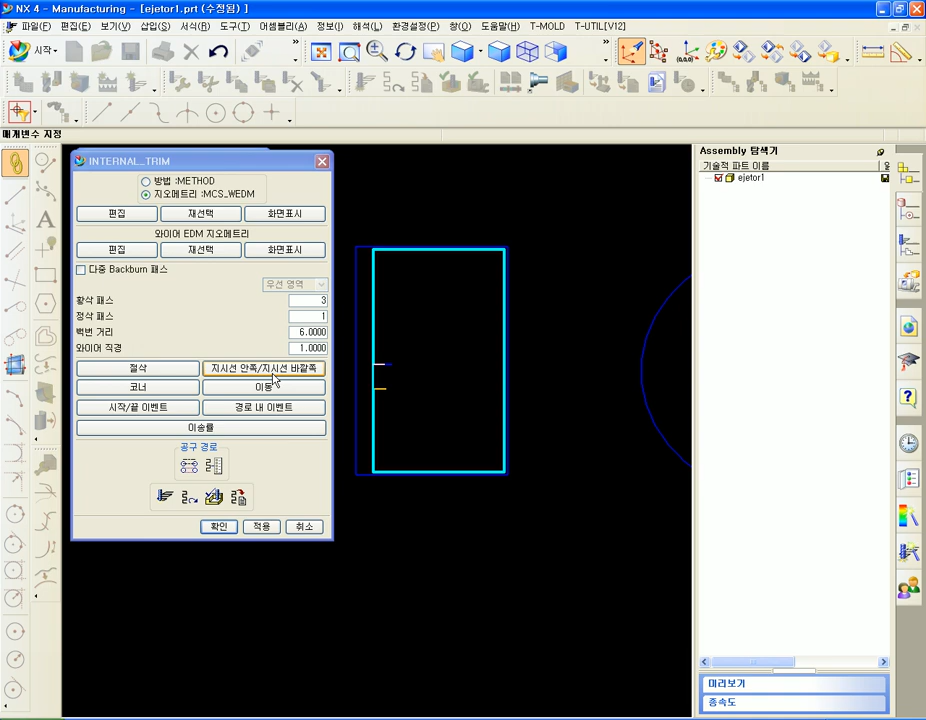 NX 4 - Manufacturing - [ejetor1.prt (수정됨) ]
파일(F) 편집(E) 보기(V) 삽입(S) 서식(R) 도구(T) 어셈블리(A) 정보(I) 해석(L) 환경설정(P) 창(O) 도움말(H) T-MOLD T-UTIL[V12]
시작
매개변수 지정
INTERNAL_TRIM
방법 :METHOD
지오메트리 :MCS_WEDM
편집 재선택 화면표시
와이어 EDM 지오메트리
편집 재선택 화면표시
다중 Backburn 패스
우선 영역
황삭 패스 3
정삭 패스 1
백번 거리 6.0000
와이어 직경 1.0000
절삭 지시선 안쪽/지시선 바깥쪽
코너 이동
시작/끝 이벤트 경로 내 이벤트
이송률
공구 경로
확인 적용 취소
Assembly 탐색기
기술적 파트 이름
ejetor1
미리보기
종속도